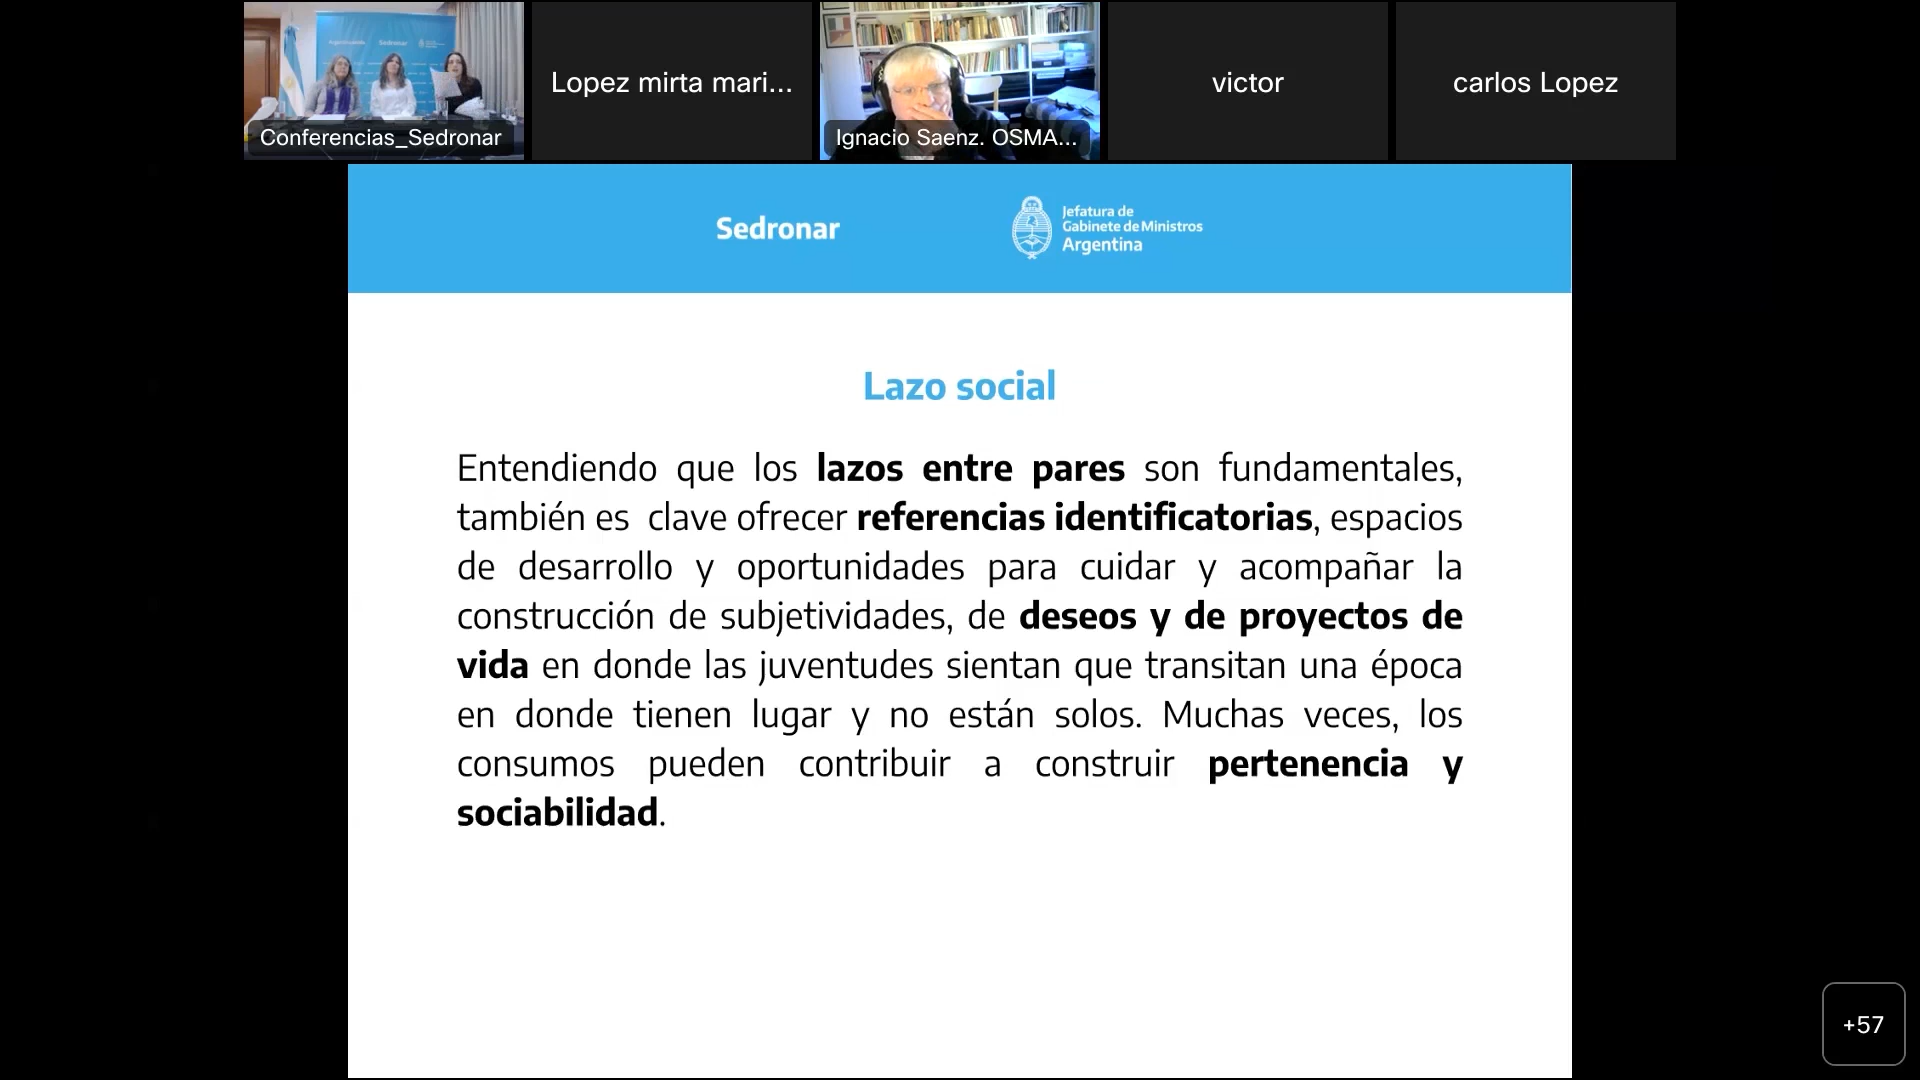 Sedronar
Conferencias_Sedronar
Lopez mirta mari...
Ignacio Saenz. OSMA...
victor
carlos Lopez
Sedronar
Jefatura de
Gabinete de Ministros
Argentina
Lazo social
Entendiendo que los lazos entre pares son fundamentales,
también es clave ofrecer referencias identificatorias, espacios
de desarrollo y oportunidades para cuidar y acompañar la
construcción de subjetividades, de deseos y de proyectos de
vida en donde las juventudes sientan que transitan una época
en donde tienen lugar y no están solos. Muchas veces, los
consumos pueden contribuir a construir pertenencia y
sociabilidad.
+57